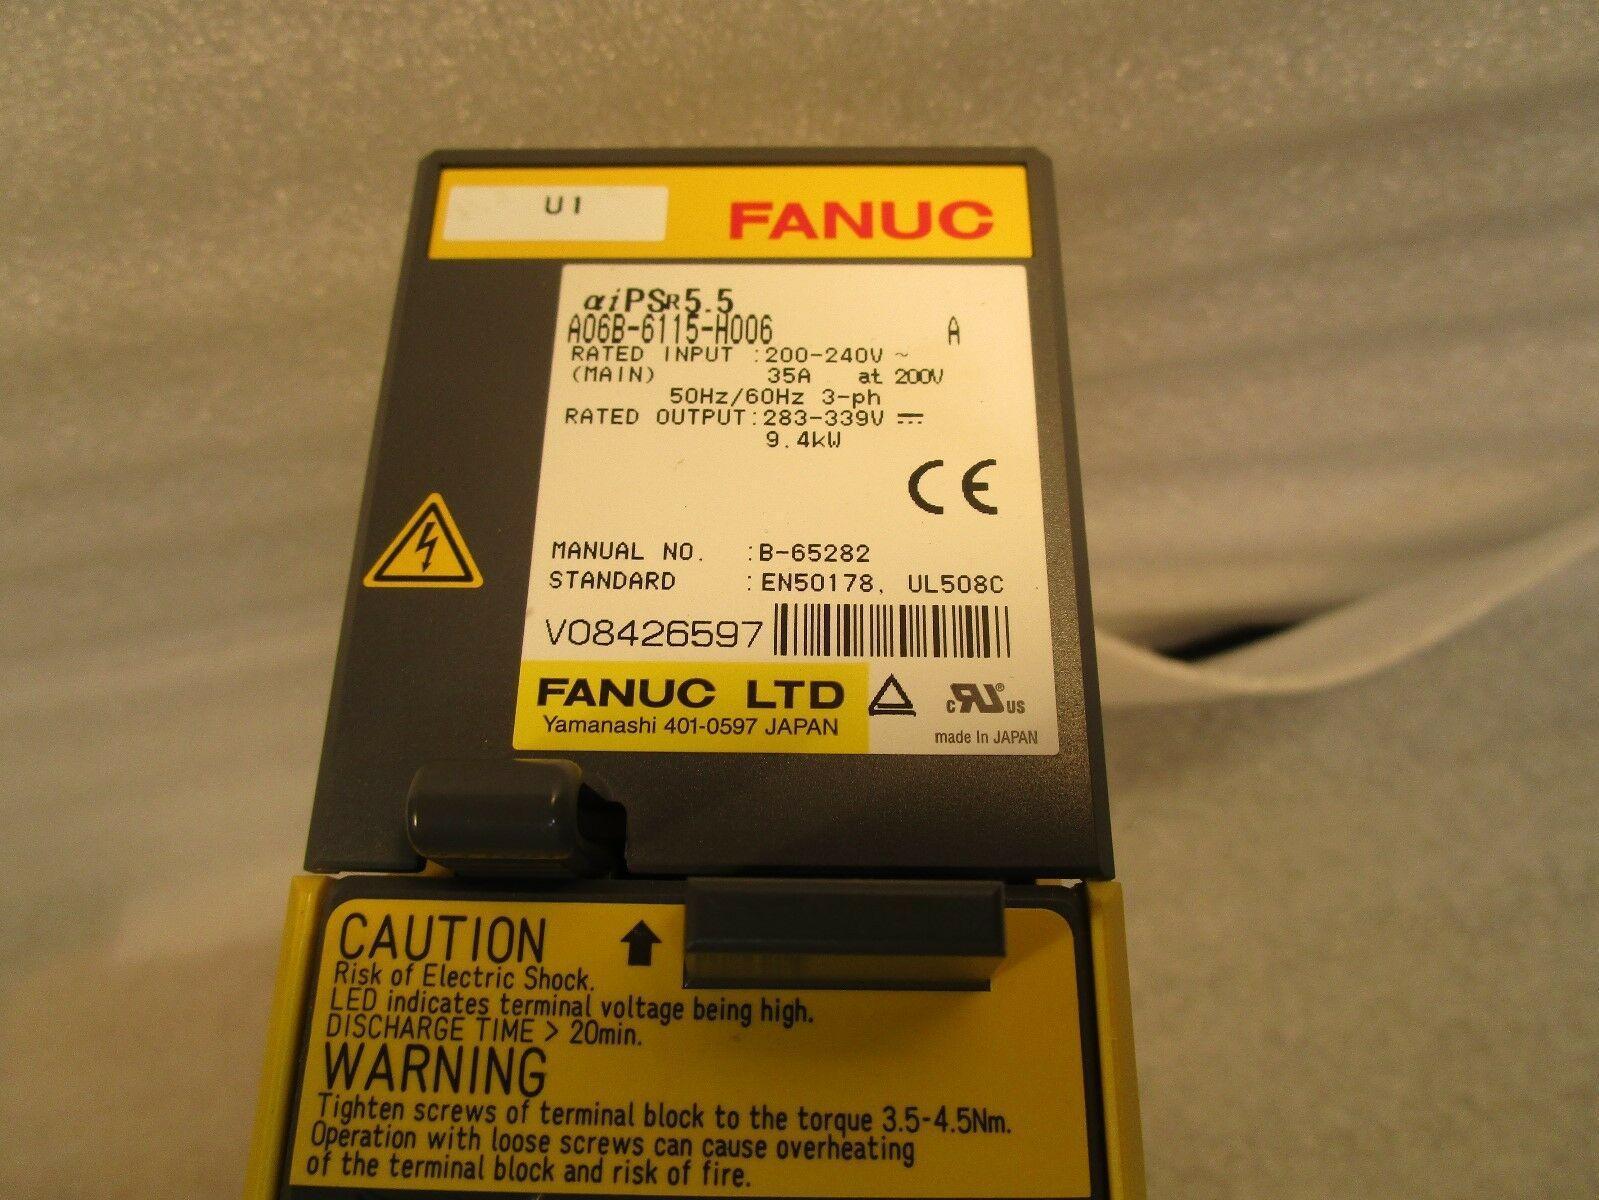 U1
FANUC
αiPSR5.5
A06B-6115-H006 A
RATED INPUT :200-240V ~
(MAIN) 35A at 200V
50Hz/60Hz 3-ph
RATED OUTPUT:283-339V ⎓
9.4kW
CE
MANUAL NO. :B-65282
STANDARD :EN50178, UL508C
V08426597
FANUC LTD
Yamanashi 401-0597 JAPAN
c RU® US
made In JAPAN
CAUTION
Risk of Electric Shock.
LED indicates terminal voltage being high.
DISCHARGE TIME > 20min.
WARNING
Tighten screws of terminal block to the torque 3.5-4.5Nm.
Operation with loose screws can cause overheating
of the terminal block and risk of fire.